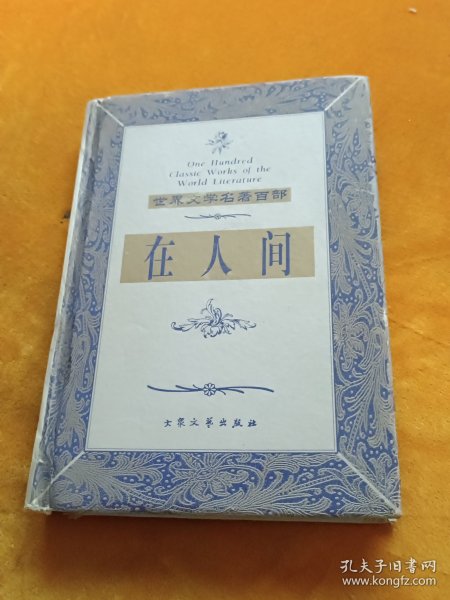 One Hundred
Classic Works of the
World Literature
世界文学名著百部
在人间
大众文艺出版社
孔夫子旧书网
www.kongfz.com